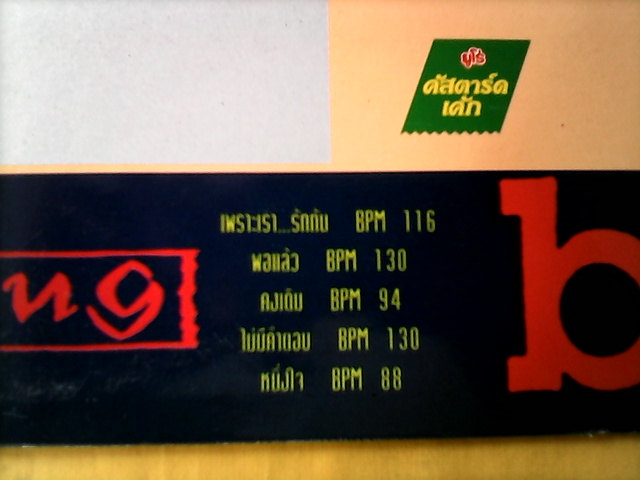 ยูโร่
คัสตาร์ด
เค้ก
เพราะเรา...รักกัน BPM 116
พอแล้ว BPM 130
คงเดิม BPM 94
ไม่มีคำตอบ BPM 130
หนึ่งใจ BPM 88
b